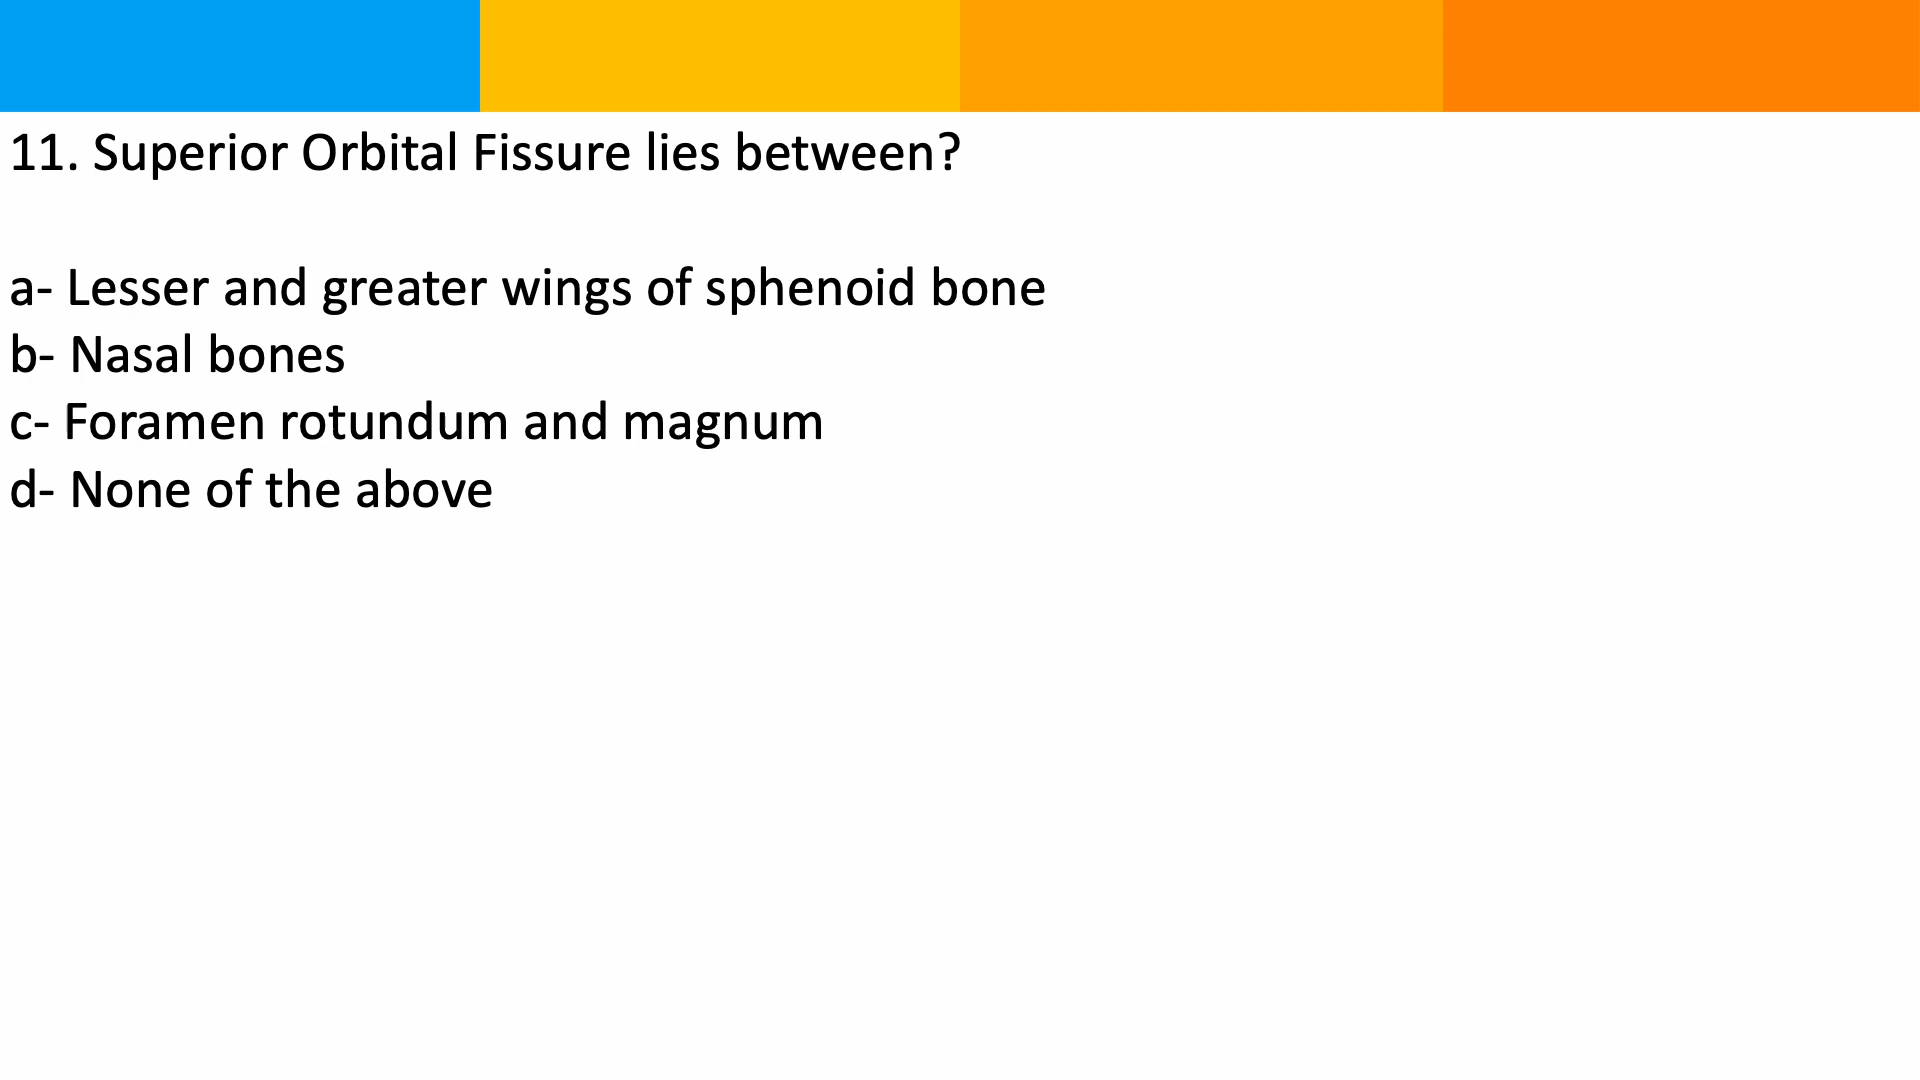 11. Superior Orbital Fissure lies between?
a- Lesser and greater wings of sphenoid bone
b- Nasal bones
c- Foramen rotundum and magnum
d- None of the above